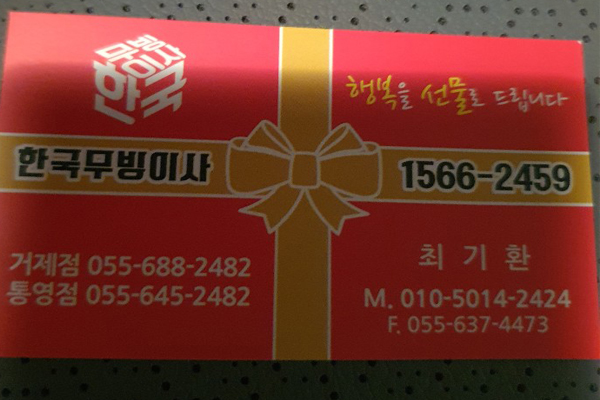 무빙이사
한국
행복을 선물로 드립니다
한국무빙이사
1566-2459
거제점 055-688-2482
통영점 055-645-2482
최 기 환
M. 010-5014-2424
F. 055-637-4473